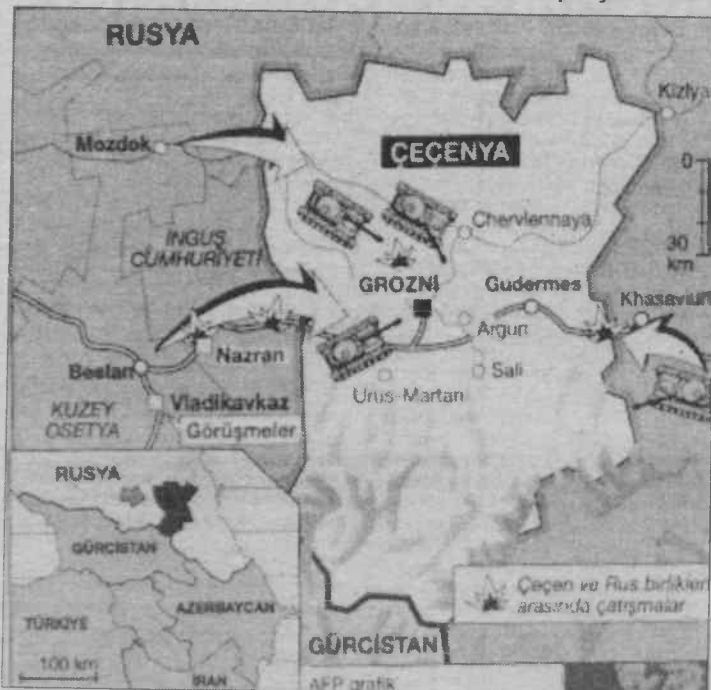 RUSYA
Kizlya
Mozdok
ÇEÇENYA
0
Chervlennaya
İNGUŞ
CUMHURİYETİ
30
km
GROZNİ
Gudermes
Khasaviurt
Argun
Nazran
Beslan
Sali
Urus-Martan
KUZEY
OSETYA
Vladikavkaz
Görüşmeler
RUSYA
GÜRCİSTAN
Çeçen ve Rus birlikleri
arasında çatışmalar
AZERBAYCAN
TÜRKİYE
GÜRCİSTAN
100 km
İRAN
AFP grafik